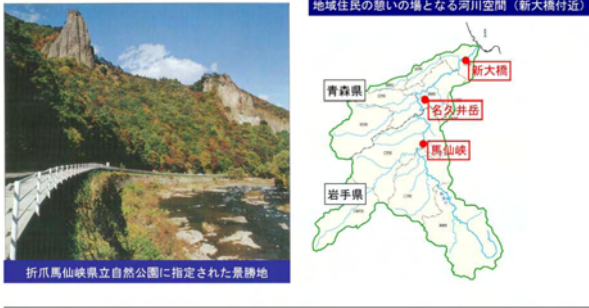 地域住民の憩いの場となる河川空間（新大橋付近）
新大橋
青森県
名久井岳
馬仙峡
岩手県
折爪馬仙峡県立自然公園に指定された景勝地